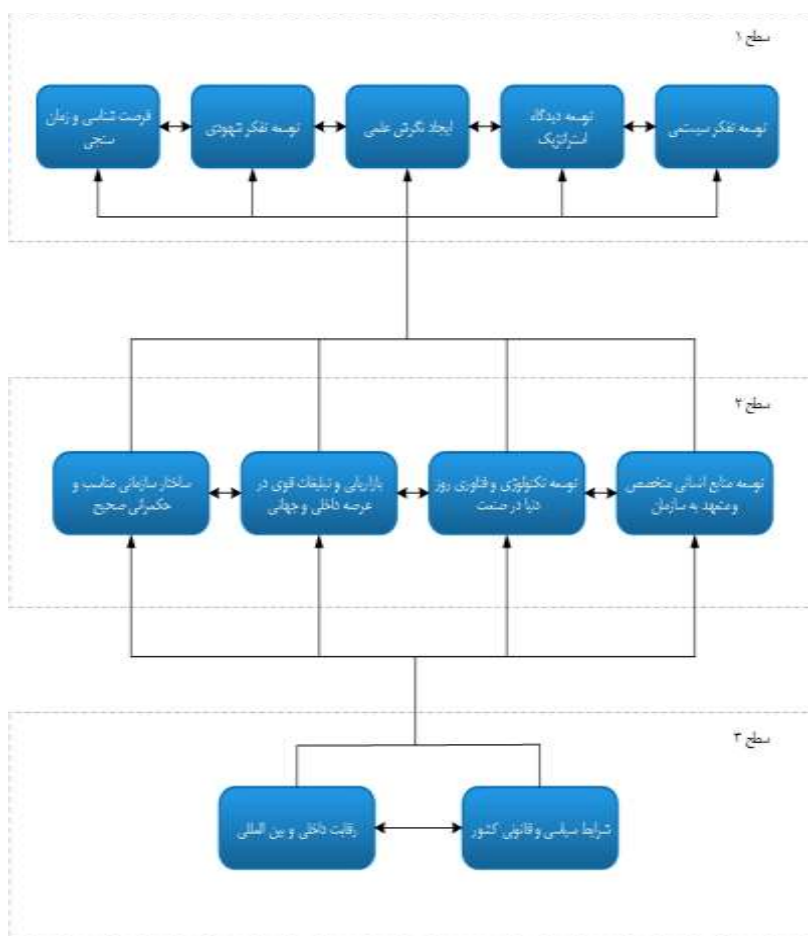 سطح ۱
توسعه تفکر سیستمی
توسعه دیدگاه
استراتژیک
ایجاد نگرش علمی
توسعه تفکر شهودی
فرصت شناسی و زمان
سنجی
سطح ۲
توسعه منابع انسانی متخصص
و متعهد به سازمان
توسعه تکنولوژی و فناوری روز
دنیا در صنعت
بازاریابی و تبلیغات قوی در
عرصه داخلی و جهانی
ساختار سازمانی مناسب و
حکمرانی صحیح
سطح ۳
شرایط سیاسی و قانونی کشور
رقابت داخلی و بین المللی